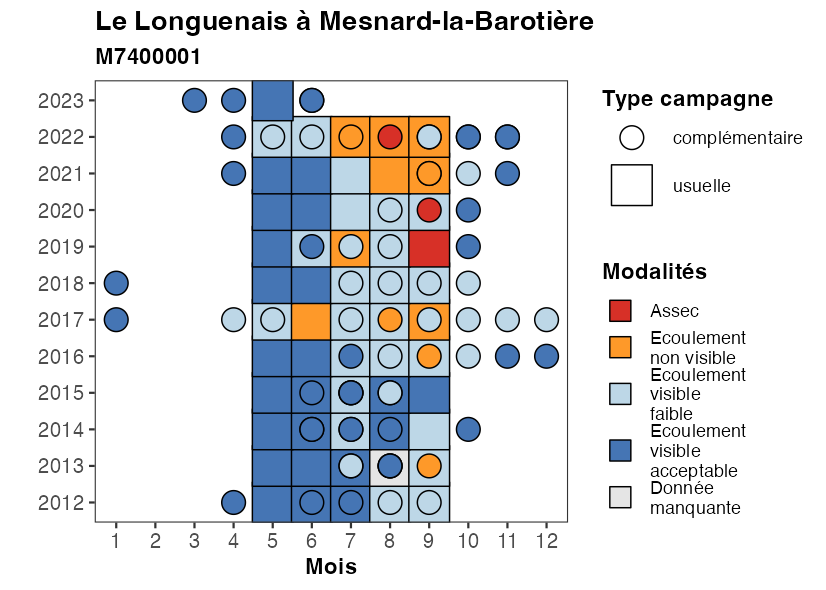 Le Longuenais à Mesnard-la-Barotière
M7400001
2023
2022
2021
2020
2019
2018
2017
2016
2015
2014
2013
2012
1 2 3 4 5 6 7 8 9 10 11 12
Mois
Type campagne
complémentaire
usuelle
Modalités
Assec
Ecoulement
non visible
Ecoulement
visible
faible
Ecoulement
visible
acceptable
Donnée
manquante